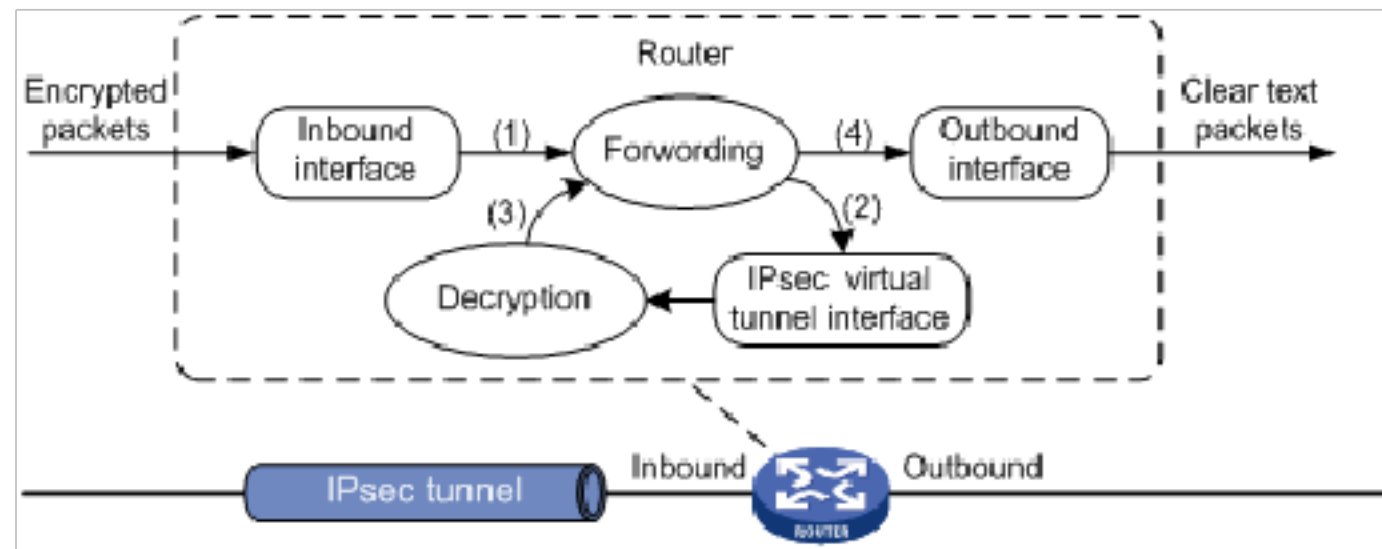 Router
Encrypted
packets
Inbound
interface
(1)
Forwording
(4)
Outbound
interface
Clear text
packets
(3)
(2)
Decryption
IPsec virtual
tunnel interface
IPsec tunnel
Inbound
Outbound
ROUTER